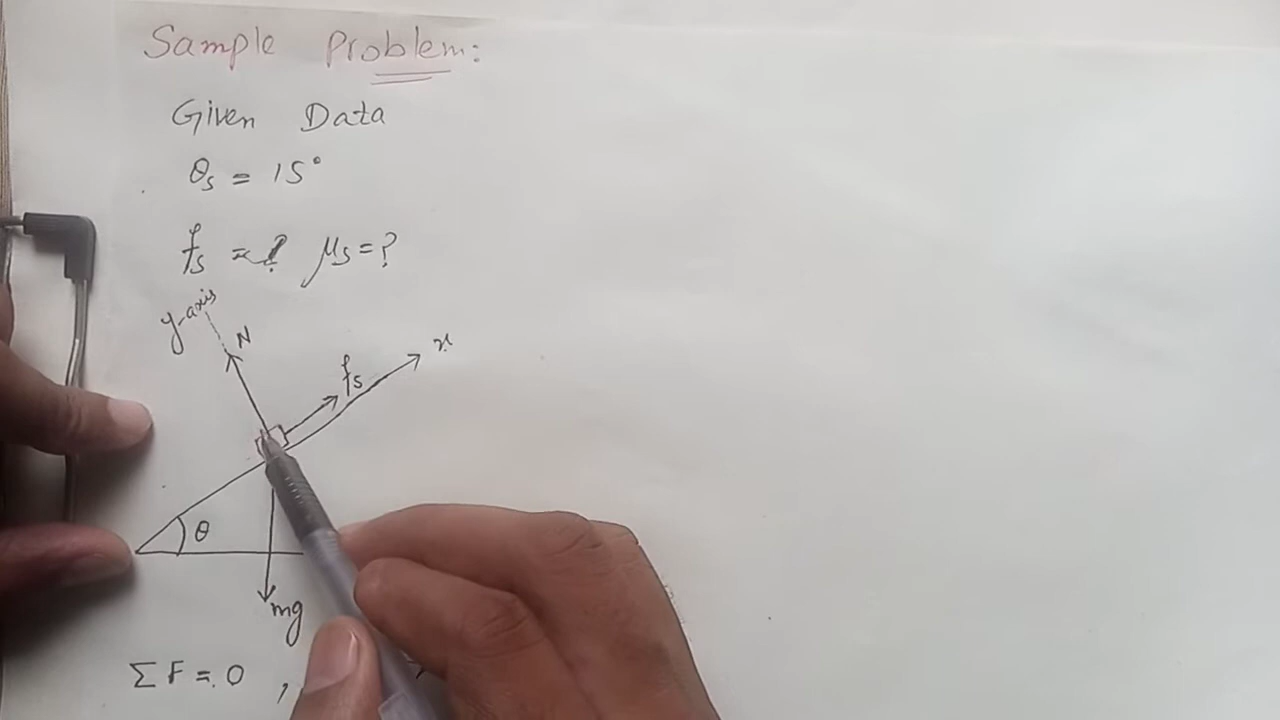 Sample Problem:
Given Data
θs = 15°
fs = ? μs = ?
y-axis
N
fs
x
θ
mg
ΣF = 0 ,